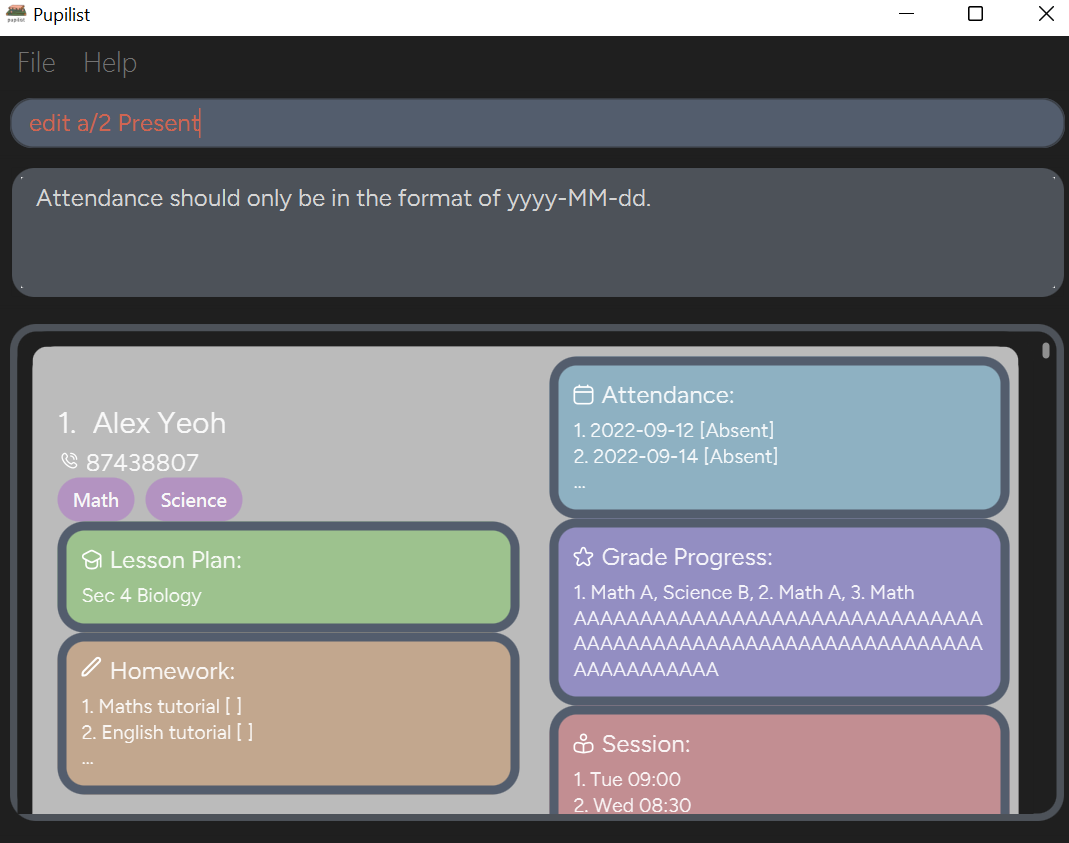 Pupilist
File Help
edit a/2 Present
Attendance should only be in the format of yyyy-MM-dd.
1. Alex Yeoh
87438807
Math Science
Lesson Plan:
Sec 4 Biology
Homework:
1. Maths tutorial [ ]
2. English tutorial [ ]
...
Attendance:
1. 2022-09-12 [Absent]
2. 2022-09-14 [Absent]
...
Grade Progress:
1. Math A, Science B, 2. Math A, 3. Math
AAAAAAAAAAAAAAAAAAAAAAAAAAAAAAA
AAAAAAAAAAAAAAAAAAAAAAAAAAAAAAA
AAAAAAAAAAA
Session:
1. Tue 09:00
2. Wed 08:30